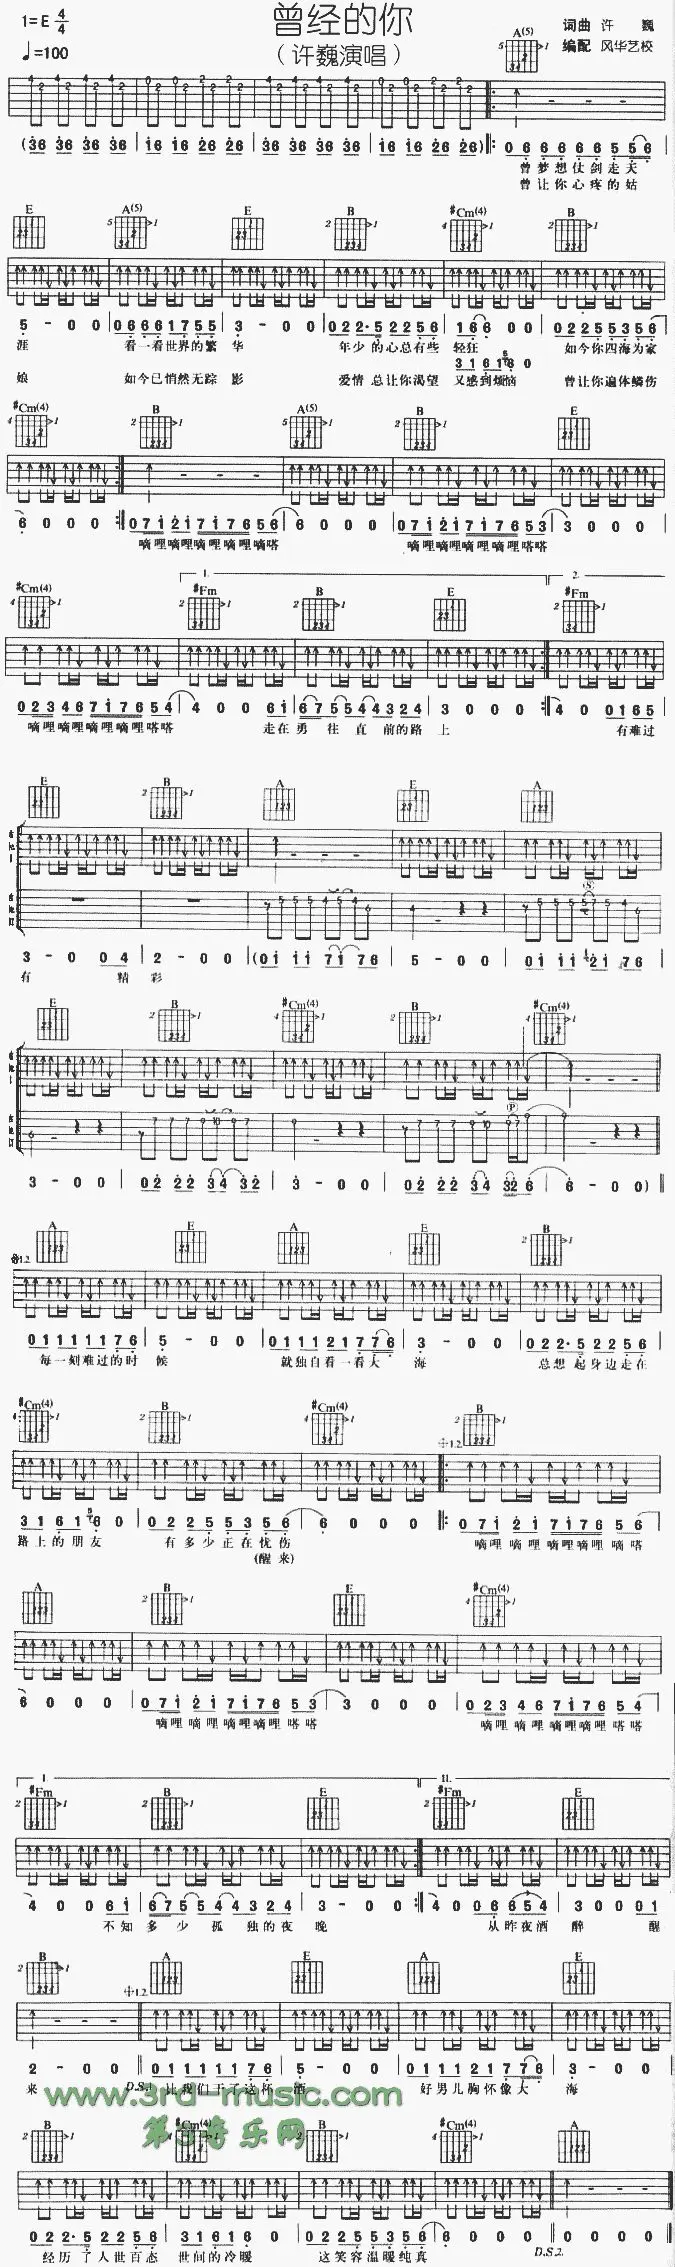 1=E 4/4
♩=100
曾经的你
(许巍演唱)
词曲 许 巍
编配 风华艺校
A(5)
曾梦想仗剑走天
曾让你心疼的姑
E A(5) E B #Cm(4) B
5 - 0 0 | 0 6 6 6 1 7 5 5 | 3 - 0 0 | 0 2 2· 5 2 2 5 6 | 1 6 6 0 0 | 0 2 2 5 5 3 5 6
涯 看一看世界的繁 华 年少的心总有些 轻狂 如今你四海为家
3 1 6 1 6 0
娘 如今已悄然无踪 影 爱情 总让你渴望 又感到烦恼 曾让你遍体鳞伤
#Cm(4) B A(5) B E
6 0 0 0 | 0 7 1 2 1 7 1 7 6 5 6 | 6 0 0 0 | 0 7 1 2 1 7 1 7 6 5 3 | 3 0 0 0
嘀哩嘀哩嘀哩嘀哩嘀嗒 嘀哩嘀哩嘀哩嘀哩嗒嗒
1. 2.
#Cm(4) #Fm B E #Fm
0 2 3 4 6 7 1 7 6 5 4 | 4 0 0 6 1 | 6 7 5 5 4 4 3 2 4 | 3 0 0 0 | 4 0 0 1 6 5
嘀哩嘀哩嘀哩嘀哩嗒嗒 走在 勇 往 直 前的路 上 有难过
E B A E A
3 - 0 0 4 | 2 - 0 0 | (0 1 1 1 7 1 7 6 | 5 - 0 0 | 0 1 1 1 2 1 7 6
有 精 彩
E B #Cm(4) B #Cm(4)
3 - 0 0 | 0 2 2 2 3 4 3 2 | 3 - 0 0 | 0 2 2 2 3 4 3 2 6 | 6 - 0 0)
A E A E B
0 1 1 1 1 1 7 6 | 5 - 0 0 | 0 1 1 1 2 1 7 7 6 | 3 - 0 0 | 0 2 2· 5 2 2 5 6
每一刻难过的时 候 就独自看一看大 海 总想 起身边走在
#Cm(4) B #Cm(4) B
3 1 6 1 6 0 | 0 2 2 5 5 3 5 6 | 6 0 0 0 | 0 7 1 2 1 7 1 7 6 5 6
路上的朋友 有多少正在忧伤 嘀哩 嘀哩 嘀哩嘀哩 嘀嗒
(醒来)
A B E #Cm(4)
6 0 0 0 | 0 7 1 2 1 7 1 7 6 5 3 | 3 0 0 0 | 0 2 3 4 6 7 1 7 6 5 4
嘀哩 嘀哩 嘀哩嘀哩 嗒嗒 嘀哩 嘀哩 嘀哩嘀哩 嗒嗒
I. II.
#Fm B E #Fm E
4 0 0 6 1 | 6 7 5 5 4 4 3 2 4 | 3 - 0 0 | 4 0 0 6 6 5 4 | 3 0 0 0 1
不知 多 少 孤 独的夜 晚 从昨夜酒 醉 醒
B A E A E
2 - 0 0 | 0 1 1 1 1 1 7 6 | 5 - 0 0 | 0 1 1 1 2 1 7 7 6 | 3 - 0 0
来 D.S.1 让我们干了这杯 酒 好男儿胸怀像大 海
www.3rd-music.com
第3音乐网
B #Cm(4) B #Cm(4) A
0 2 2· 5 2 2 5 6 | 3 1 6 1 6 0 | 0 2 2 5 5 3 5 6 | 6 0 0 0 | 0 0 0 0
经历 了人世百态 世间的冷暖 这笑容温暖纯真 D.S.2.